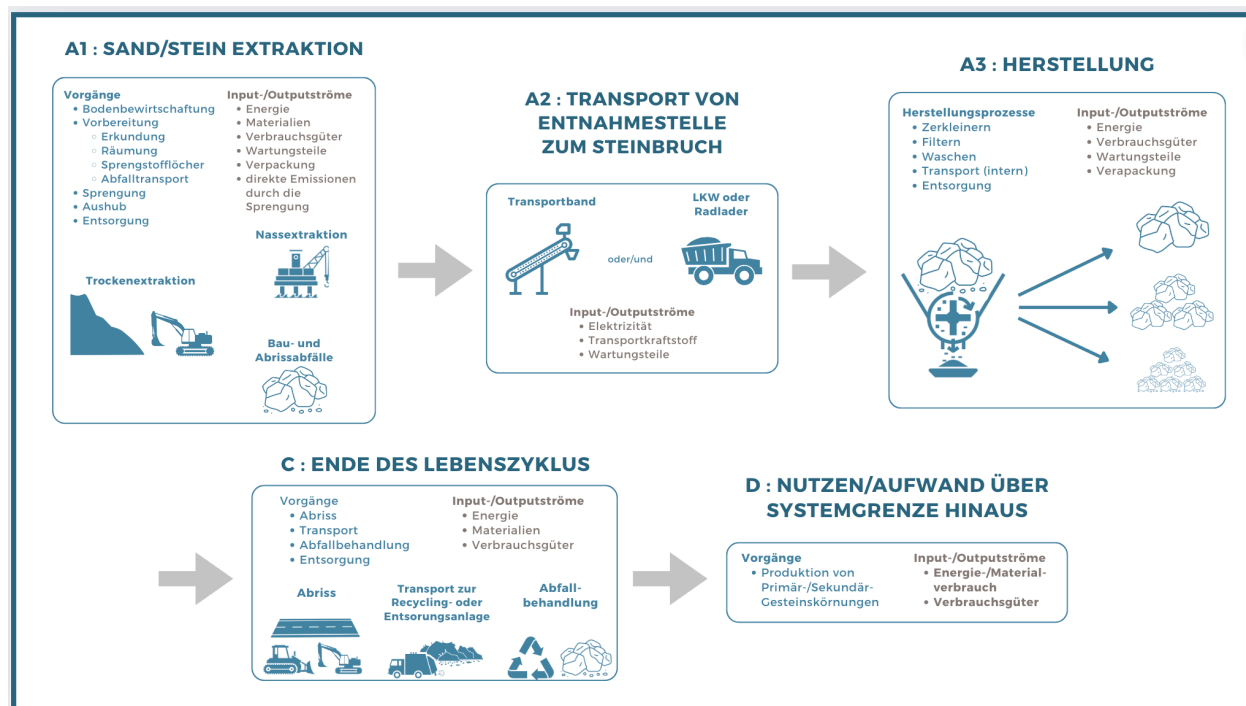 A1 : SAND/STEIN EXTRAKTION
Vorgänge
• Bodenbewirtschaftung
• Vorbereitung
○ Erkundung
○ Räumung
○ Sprengstofflöcher
○ Abfalltransport
• Sprengung
• Aushub
• Entsorgung
Input-/Outputströme
• Energie
• Materialien
• Verbrauchsgüter
• Wartungsteile
• Verpackung
• direkte Emissionen
durch die
Sprengung
Nassextraktion
Trockenextraktion
Bau- und
Abrissabfälle
A2 : TRANSPORT VON
ENTNAHMESTELLE
ZUM STEINBRUCH
Transportband
oder/und
LKW oder
Radlader
Input-/Outputströme
• Elektrizität
• Transportkraftstoff
• Wartungsteile
A3 : HERSTELLUNG
Herstellungsprozesse
• Zerkleinern
• Filtern
• Waschen
• Transport (intern)
• Entsorgung
Input-/Outputströme
• Energie
• Verbrauchsgüter
• Wartungsteile
• Verapackung
C : ENDE DES LEBENSZYKLUS
Vorgänge
• Abriss
• Transport
• Abfallbehandlung
• Entsorgung
Input-/Outputströme
• Energie
• Materialien
• Verbrauchsgüter
Abriss
Transport zur
Recycling- oder
Entsorungsanlage
Abfall-
behandlung
D : NUTZEN/AUFWAND ÜBER
SYSTEMGRENZE HINAUS
Vorgänge
• Produktion von
Primär-/Sekundär-
Gesteinskörnungen
Input-/Outputströme
• Energie-/Material-
verbrauch
• Verbrauchsgüter